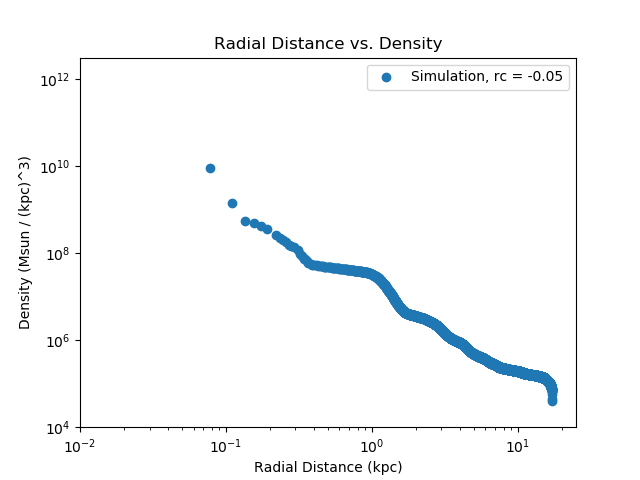 Radial Distance vs. Density
Simulation, rc = -0.05
Density (Msun / (kpc)^3)
10^12
10^10
10^8
10^6
10^4
10^-2
10^-1
10^0
10^1
Radial Distance (kpc)